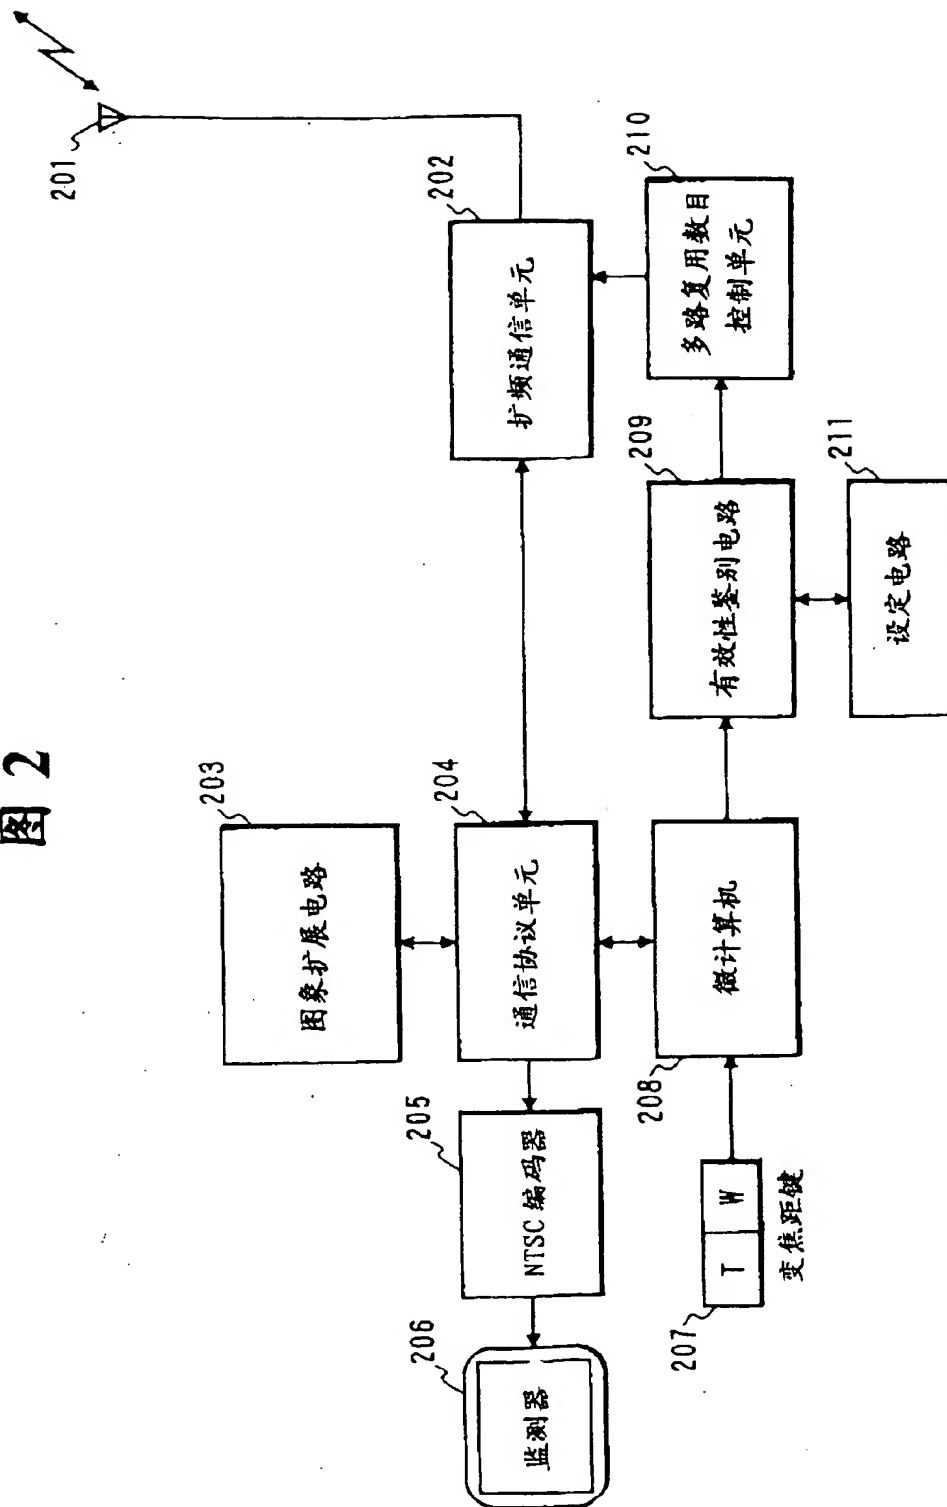 图 2
201
202
扩频通信单元
203
图象扩展电路
204
通信协议单元
205
NTSC编码器
206
监测器
207
T W
变焦距键
208
微计算机
209
有效性鉴别电路
210
多路复用数目
控制单元
211
设定电路